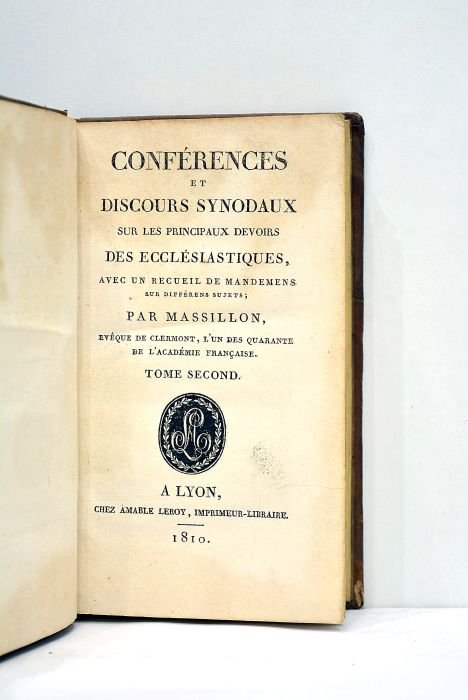 CONFÉRENCES
ET
DISCOURS SYNODAUX
SUR LES PRINCIPAUX DEVOIRS
DES ECCLÉSIASTIQUES,
AVEC UN RECUEIL DE MANDEMENS
SUR DIFFÉRENS SUJETS;
PAR MASSILLON,
EVÊQUE DE CLERMONT, L'UN DES QUARANTE
DE L'ACADÉMIE FRANÇAISE.
TOME SECOND.
AL
A LYON,
CHEZ AMABLE LEROY, IMPRIMEUR-LIBRAIRE.
1810.